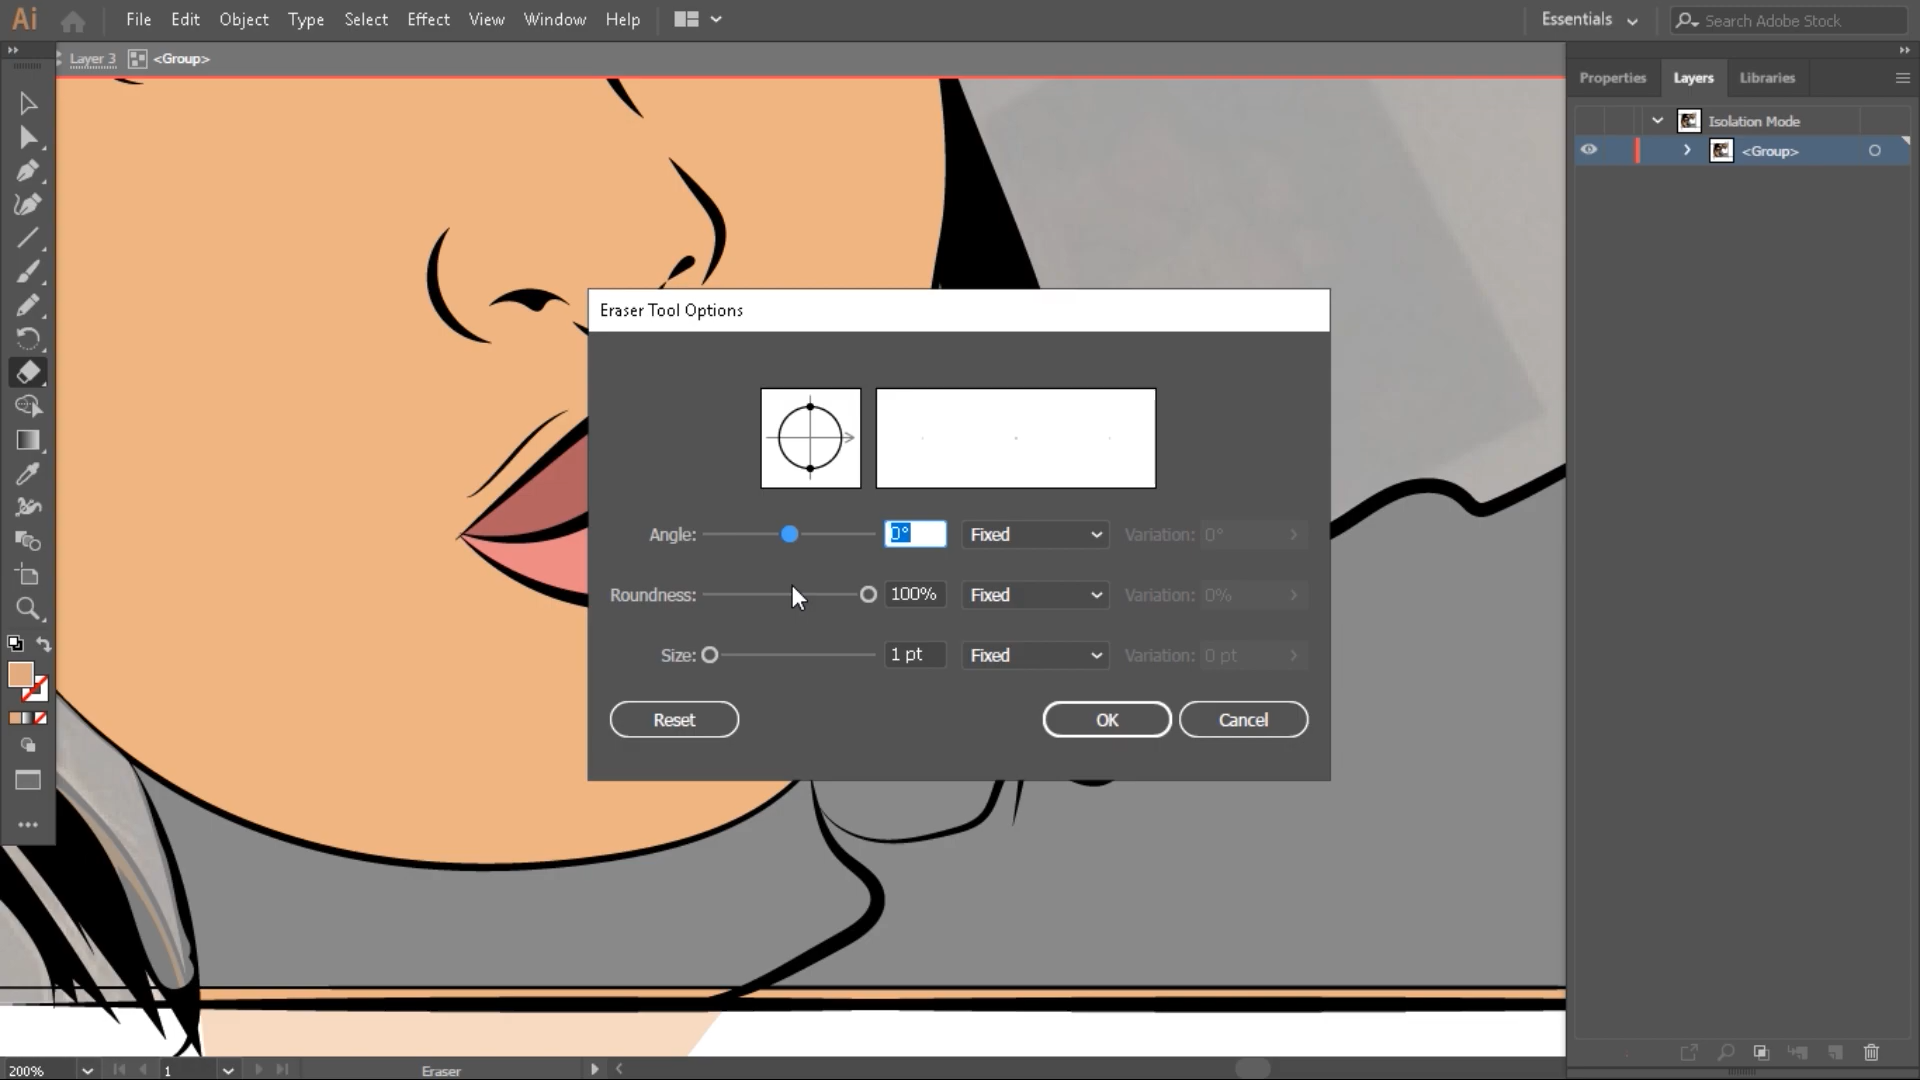 Ai File Edit Object Type Select Effect View Window Help Essentials Search Adobe Stock
Layer 3 <Group>
Properties Layers Libraries
Isolation Mode
<Group>
Eraser Tool Options
Angle: 0° Fixed Variation: 0°
Roundness: 100% Fixed Variation: 0%
Size: 1 pt Fixed Variation: 0 pt
Reset OK Cancel
200% 1 Eraser